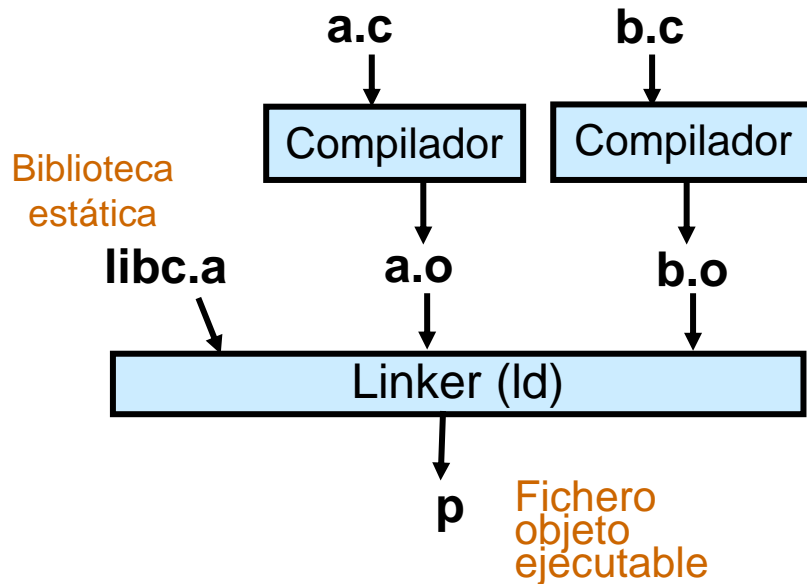 a.c
b.c
Compilador
Compilador
Biblioteca
estática
libc.a
a.o
b.o
Linker (ld)
p
Fichero
objeto
ejecutable